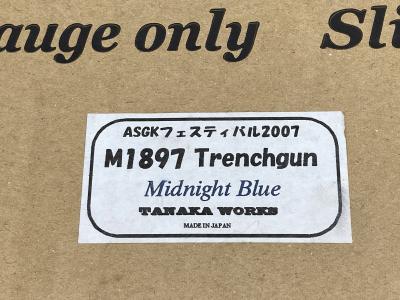 auge only Sli
ASGKフェスティバル2007
M1897 Trenchgun
Midnight Blue
TANAKA WORKS
MADE IN JAPAN